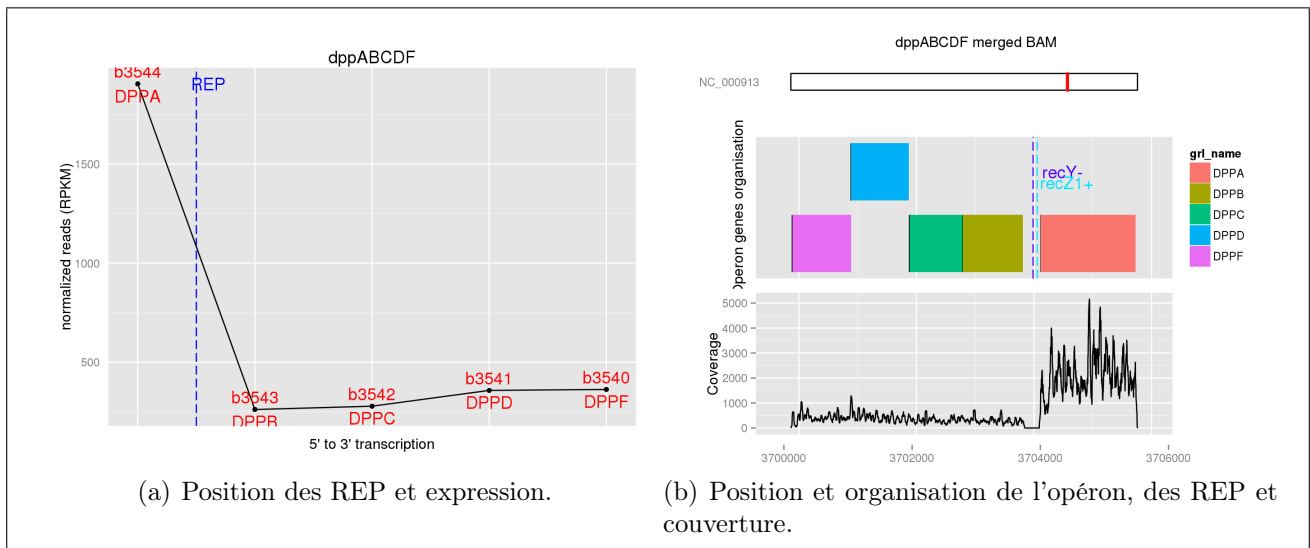 dppABCDF
b3544
DPPA
REP
b3543
DPPB
b3542
DPPC
b3541
DPPD
b3540
DPPF
1500
1000
500
normalized reads (RPKM)
5' to 3' transcription
(a) Position des REP et expression.
dppABCDF merged BAM
NC_000913
operon genes organisation
recY-
recZ1+
grl_name
DPPA
DPPB
DPPC
DPPD
DPPF
Coverage
5000
4000
3000
2000
1000
0
3700000 3702000 3704000 3706000
(b) Position et organisation de l'opéron, des REP et
couverture.